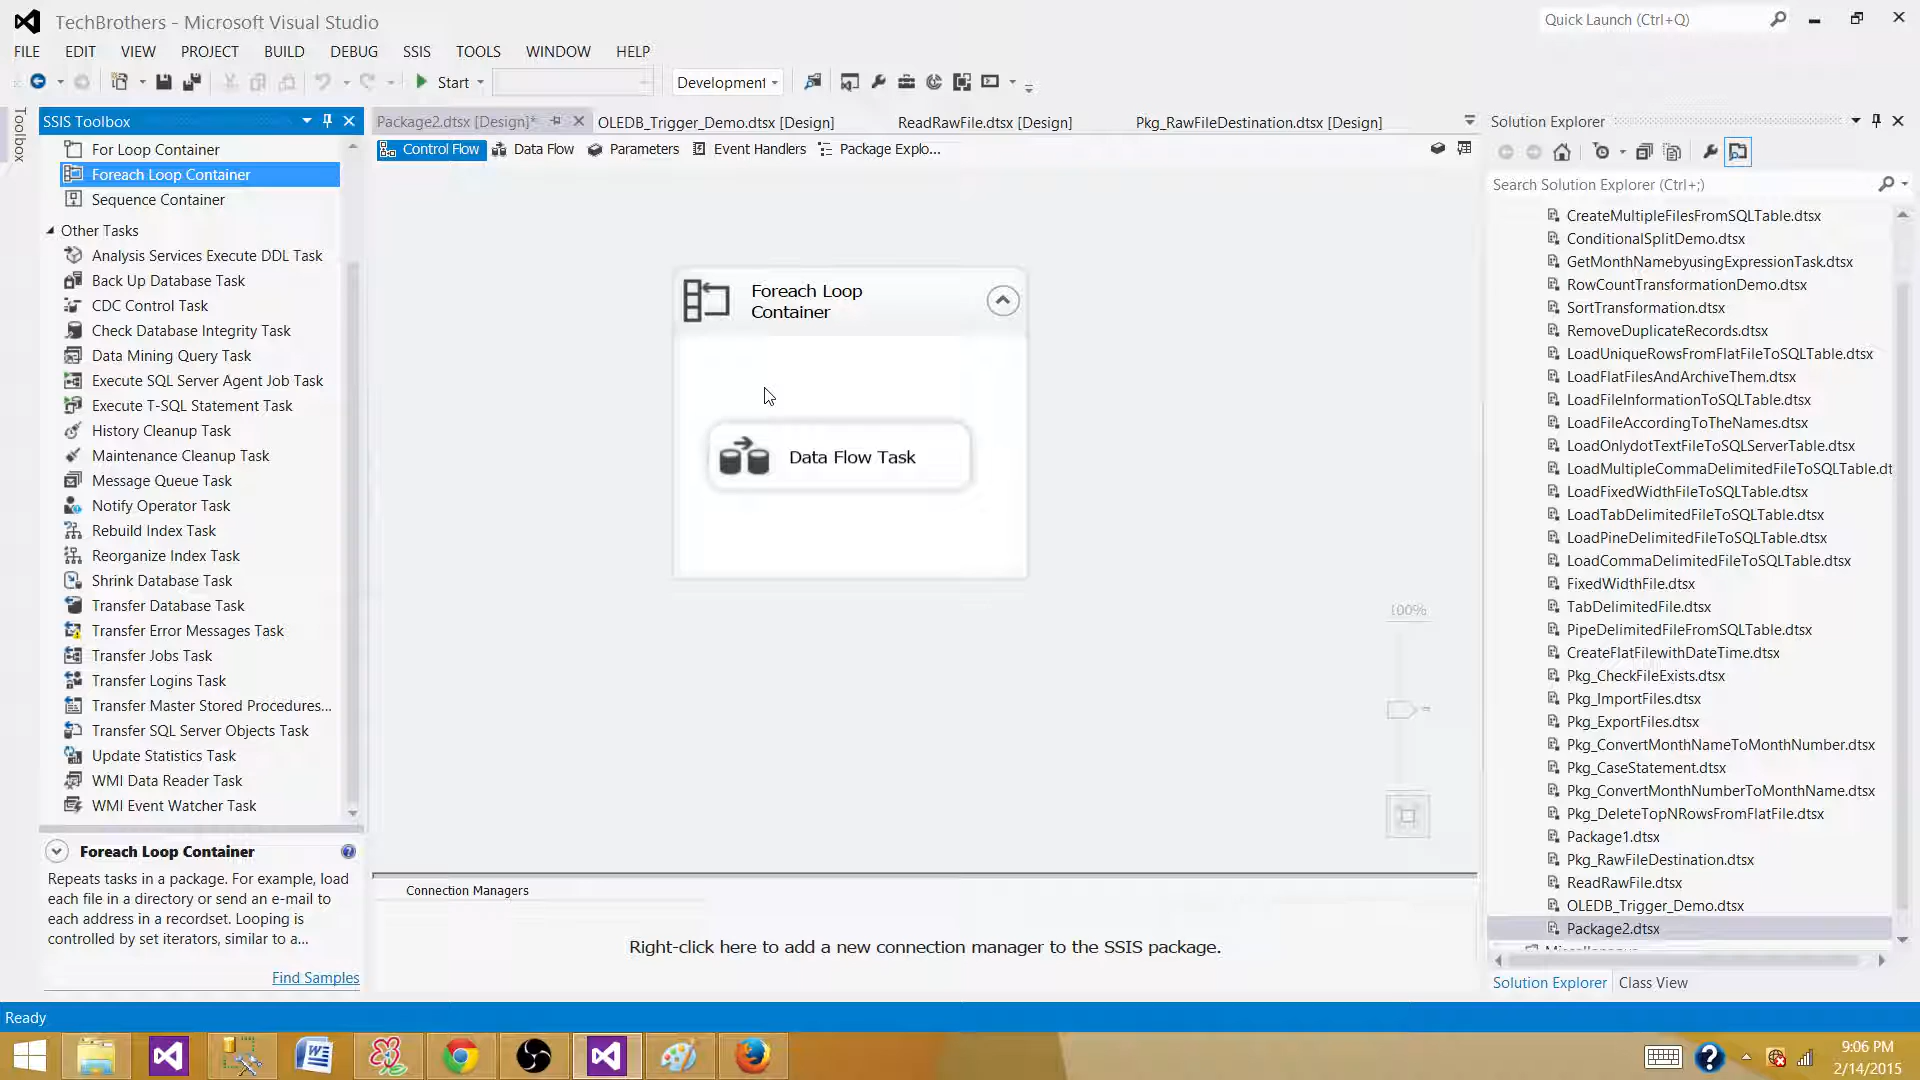 TechBrothers - Microsoft Visual Studio
Quick Launch (Ctrl+Q)
FILE EDIT VIEW PROJECT BUILD DEBUG SSIS TOOLS WINDOW HELP
Start
Development
Toolbox
SSIS Toolbox
For Loop Container
Foreach Loop Container
Sequence Container
Other Tasks
Analysis Services Execute DDL Task
Back Up Database Task
CDC Control Task
Check Database Integrity Task
Data Mining Query Task
Execute SQL Server Agent Job Task
Execute T-SQL Statement Task
History Cleanup Task
Maintenance Cleanup Task
Message Queue Task
Notify Operator Task
Rebuild Index Task
Reorganize Index Task
Shrink Database Task
Transfer Database Task
Transfer Error Messages Task
Transfer Jobs Task
Transfer Logins Task
Transfer Master Stored Procedures...
Transfer SQL Server Objects Task
Update Statistics Task
WMI Data Reader Task
WMI Event Watcher Task
Foreach Loop Container
Repeats tasks in a package. For example, load
each file in a directory or send an e-mail to
each address in a recordset. Looping is
controlled by set iterators, similar to a...
Find Samples
Package2.dtsx [Design]* OLEDB_Trigger_Demo.dtsx [Design] ReadRawFile.dtsx [Design] Pkg_RawFileDestination.dtsx [Design]
Control Flow Data Flow Parameters Event Handlers Package Explo...
Foreach Loop
Container
Data Flow Task
100%
Connection Managers
Right-click here to add a new connection manager to the SSIS package.
Solution Explorer
Search Solution Explorer (Ctrl+;)
CreateMultipleFilesFromSQLTable.dtsx
ConditionalSplitDemo.dtsx
GetMonthNamebyusingExpressionTask.dtsx
RowCountTransformationDemo.dtsx
SortTransformation.dtsx
RemoveDuplicateRecords.dtsx
LoadUniqueRowsFromFlatFileToSQLTable.dtsx
LoadFlatFilesAndArchiveThem.dtsx
LoadFileInformationToSQLTable.dtsx
LoadFileAccordingToTheNames.dtsx
LoadOnlydotTextFileToSQLServerTable.dtsx
LoadMultipleCommaDelimitedFileToSQLTable.dt
LoadFixedWidthFileToSQLTable.dtsx
LoadTabDelimitedFileToSQLTable.dtsx
LoadPineDelimitedFileToSQLTable.dtsx
LoadCommaDelimitedFileToSQLTable.dtsx
FixedWidthFile.dtsx
TabDelimitedFile.dtsx
PipeDelimitedFileFromSQLTable.dtsx
CreateFlatFilewithDateTime.dtsx
Pkg_CheckFileExists.dtsx
Pkg_ImportFiles.dtsx
Pkg_ExportFiles.dtsx
Pkg_ConvertMonthNameToMonthNumber.dtsx
Pkg_CaseStatement.dtsx
Pkg_ConvertMonthNumberToMonthName.dtsx
Pkg_DeleteTopNRowsFromFlatFile.dtsx
Package1.dtsx
Pkg_RawFileDestination.dtsx
ReadRawFile.dtsx
OLEDB_Trigger_Demo.dtsx
Package2.dtsx
Solution Explorer Class View
Ready
9:06 PM
2/14/2015